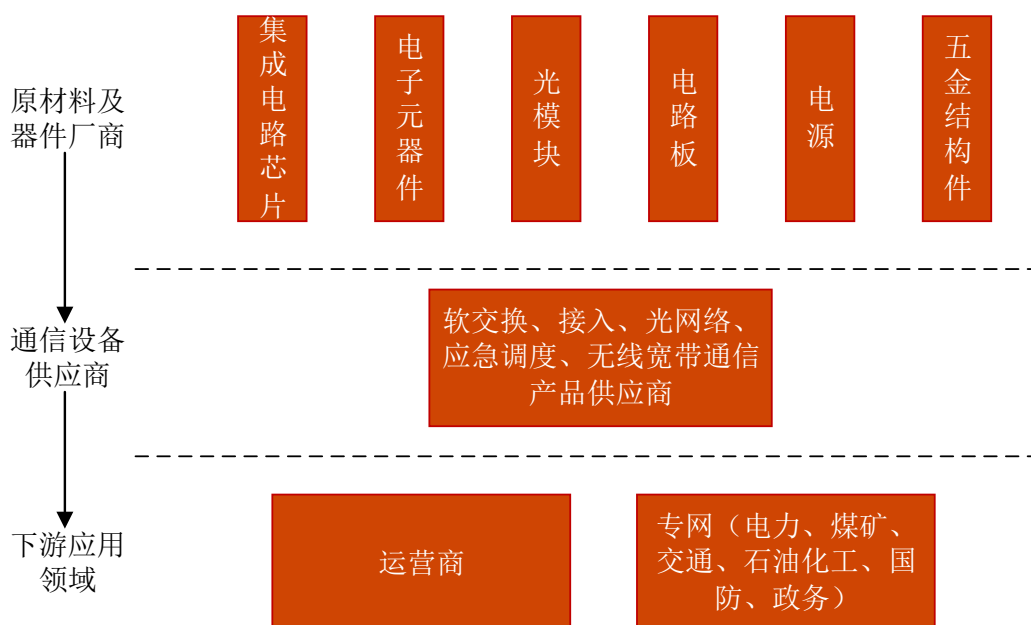 原材料及
器件厂商
集成电路芯片
电子元器件
光模块
电路板
电源
五金结构件
通信设备
供应商
软交换、接入、光网络、
应急调度、无线宽带通信
产品供应商
下游应用
领域
运营商
专网（电力、煤矿、
交通、石油化工、国
防、政务）